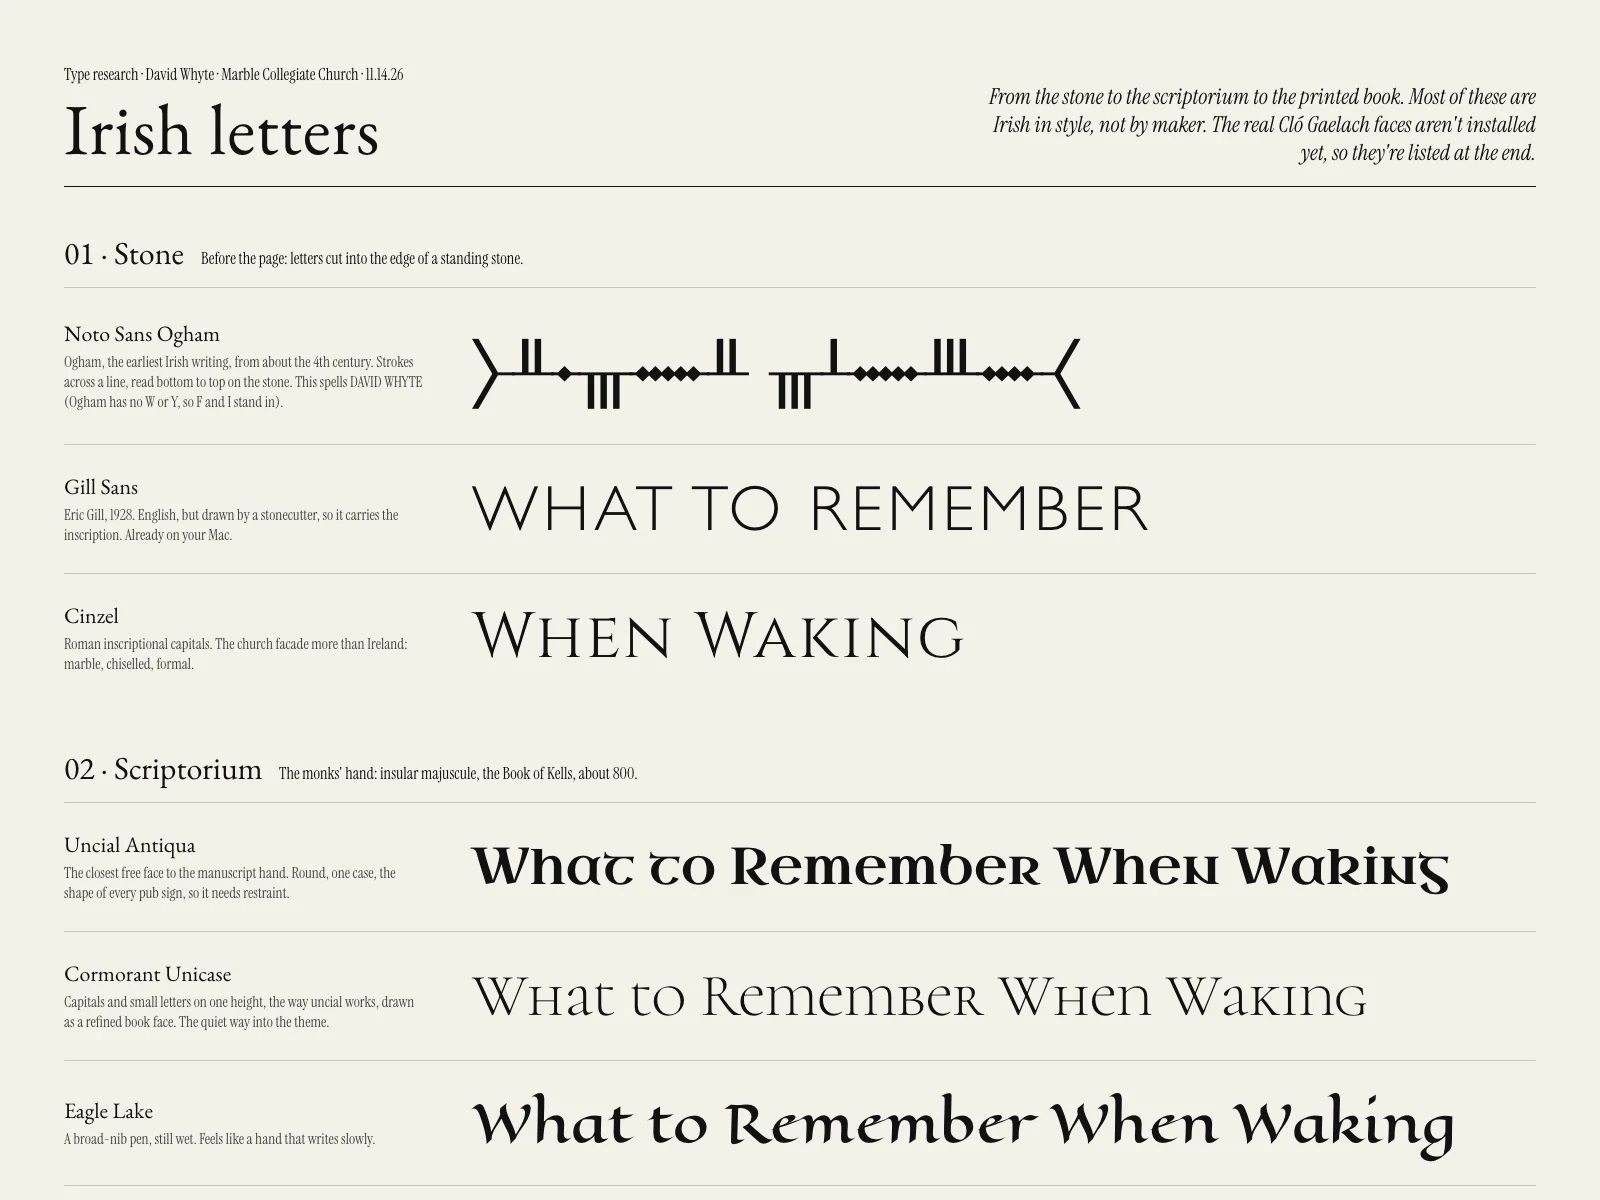 Type research · David Whyte · Marble Collegiate Church · 11.14.26
Irish letters
From the stone to the scriptorium to the printed book. Most of these are
Irish in style, not by maker. The real Cló Gaelach faces aren't installed
yet, so they're listed at the end.
01 · Stone Before the page: letters cut into the edge of a standing stone.
Noto Sans Ogham
Ogham, the earliest Irish writing, from about the 4th century. Strokes
across a line, read bottom to top on the stone. This spells DAVID WHYTE
(Ogham has no W or Y, so F and I stand in).
᚛ᚇᚐᚃᚔᚇ ᚃᚆᚔᚈᚓ᚜
Gill Sans
Eric Gill, 1928. English, but drawn by a stonecutter, so it carries the
inscription. Already on your Mac.
WHAT TO REMEMBER
Cinzel
Roman inscriptional capitals. The church facade more than Ireland:
marble, chiselled, formal.
When Waking
02 · Scriptorium The monks' hand: insular majuscule, the Book of Kells, about 800.
Uncial Antiqua
The closest free face to the manuscript hand. Round, one case, the
shape of every pub sign, so it needs restraint.
What to Remember When Waking
Cormorant Unicase
Capitals and small letters on one height, the way uncial works, drawn
as a refined book face. The quiet way into the theme.
What to Remember When Waking
Eagle Lake
A broad-nib pen, still wet. Feels like a hand that writes slowly.
What to Remember When Waking